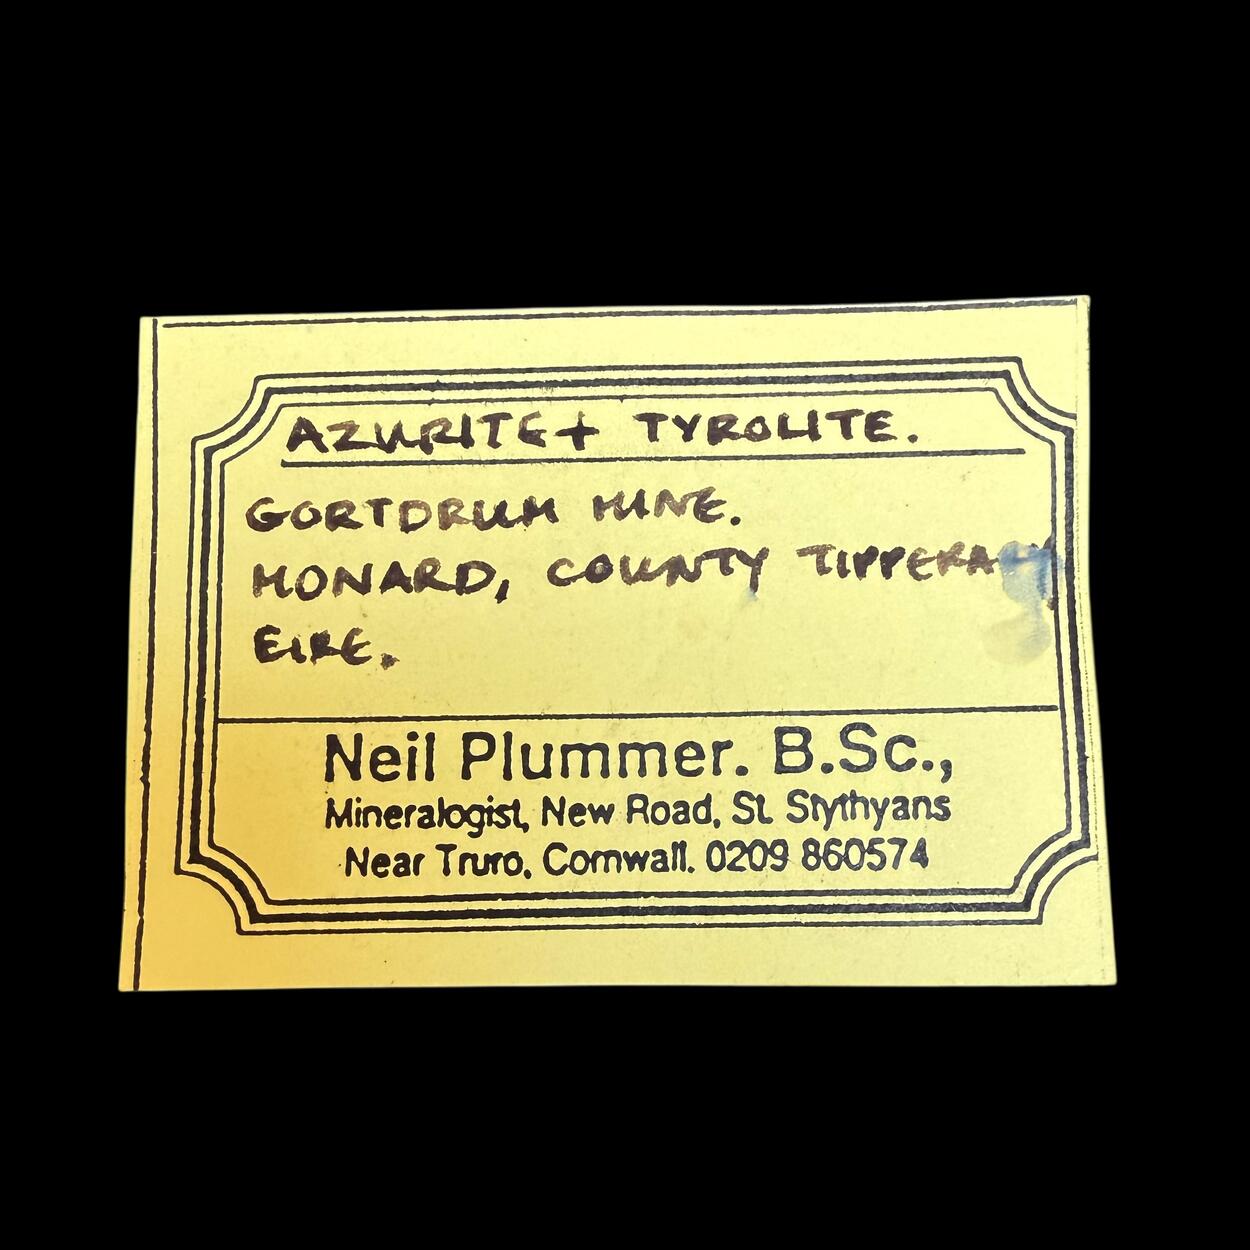 AZURITE + TYROLITE.
GORTDRUM MINE.
MONARD, COUNTY TIPPERARY
EIRE.
Neil Plummer. B.Sc.,
Mineralogist, New Road, St. Stythyans
Near Truro, Cornwall. 0209 860574